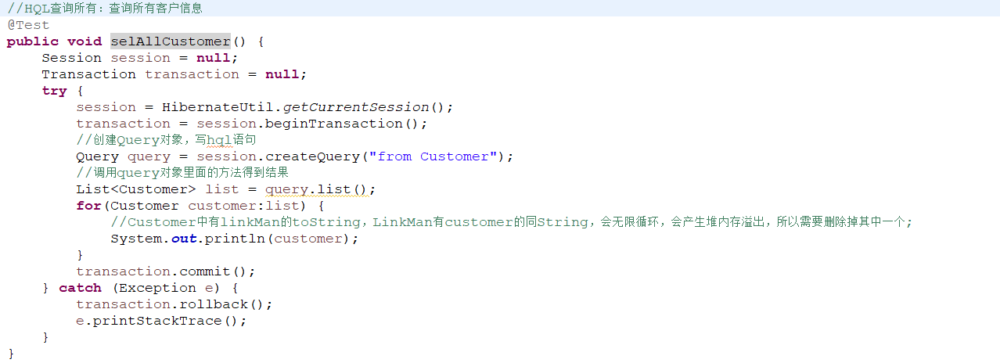 //HQL查询所有：查询所有客户信息
@Test
public void selAllCustomer() {
    Session session = null;
    Transaction transaction = null;
    try {
        session = HibernateUtil.getCurrentSession();
        transaction = session.beginTransaction();
        //创建Query对象，写hql语句
        Query query = session.createQuery("from Customer");
        //调用query对象里面的方法得到结果
        List<Customer> list = query.list();
        for(Customer customer:list) {
            //Customer中有linkMan的toString，LinkMan有customer的同String，会无限循环，会产生堆内存溢出，所以需要删除掉其中一个;
            System.out.println(customer);
        }
        transaction.commit();
    } catch (Exception e) {
        transaction.rollback();
        e.printStackTrace();
    }
}